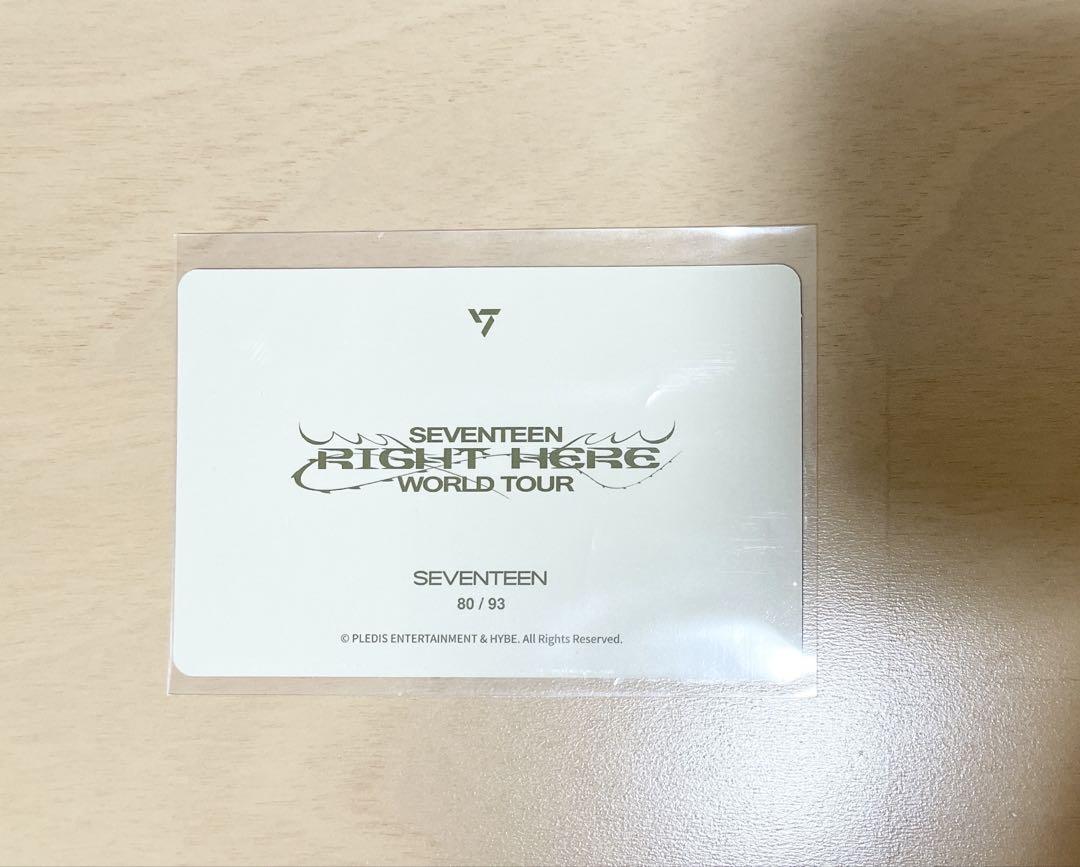 SEVENTEEN
RIGHT HERE
WORLD TOUR
SEVENTEEN
80 / 93
© PLEDIS ENTERTAINMENT & HYBE. All Rights Reserved.